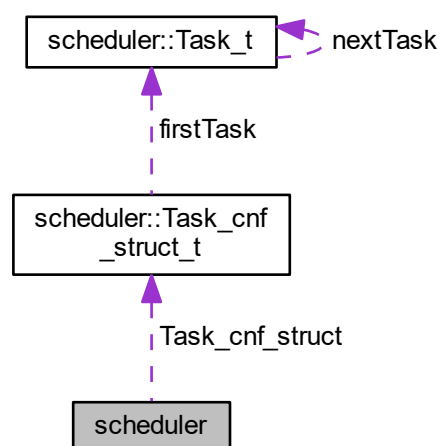 scheduler::Task_t
nextTask
firstTask
scheduler::Task_cnf
_struct_t
Task_cnf_struct
scheduler